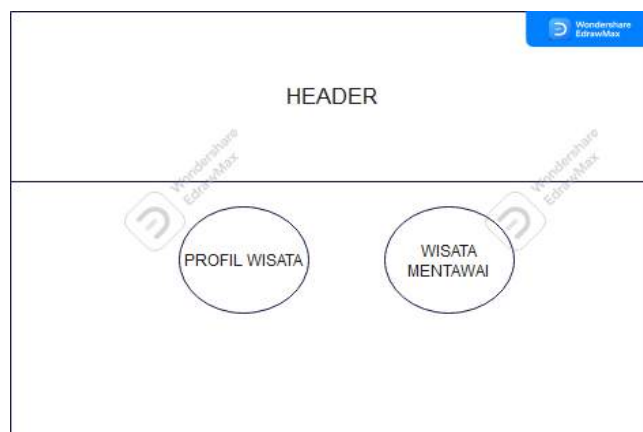 Wondershare
EdrawMax
HEADER
Wondershare
EdrawMax
Wondershare
EdrawMax
PROFIL WISATA
WISATA
MENTAWAI